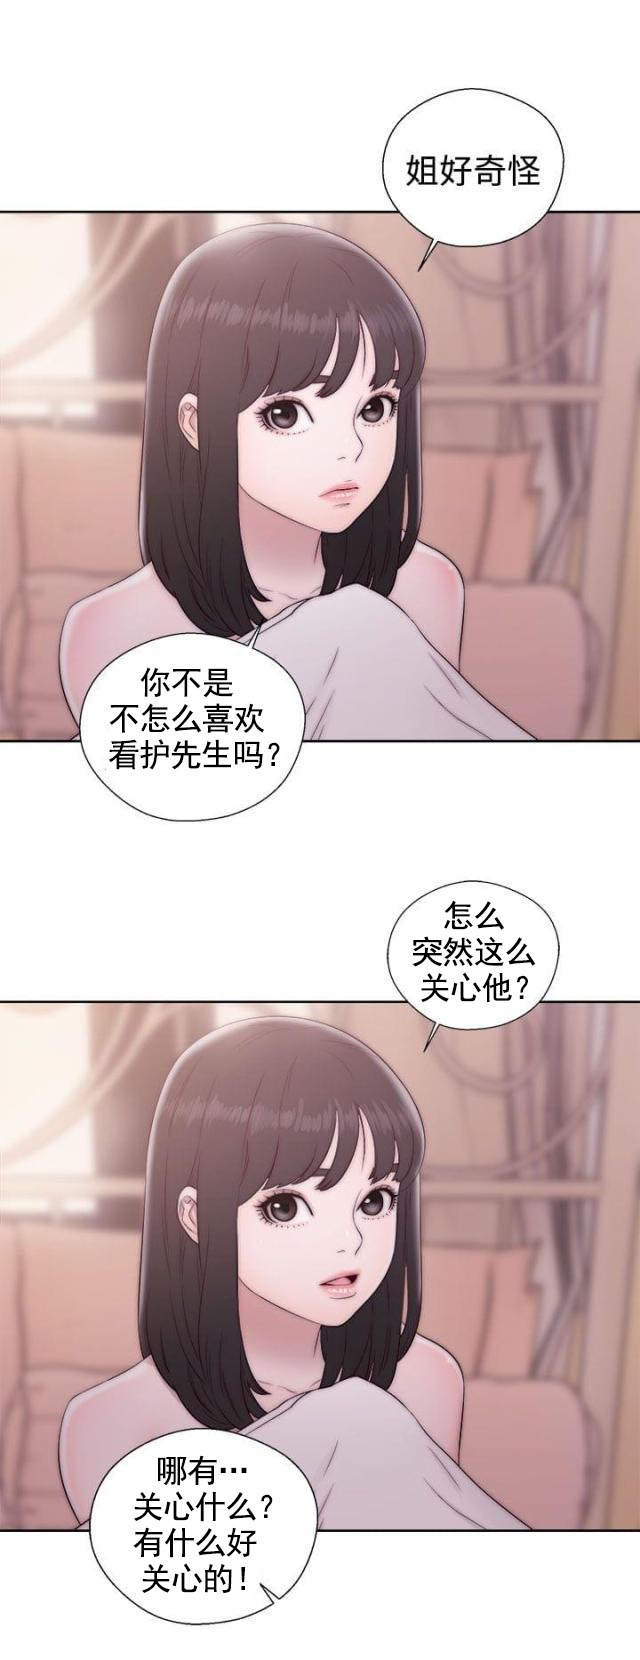 姐好奇怪
你不是
不怎么喜欢
看护先生吗？
怎么
突然这么
关心他？
哪有…
关心什么？
有什么好
关心的！